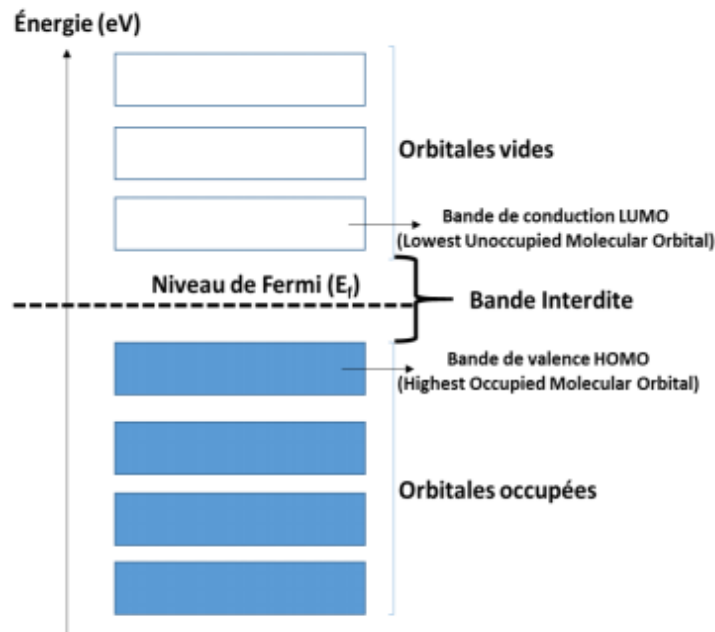 Énergie (eV)
Orbitales vides
Bande de conduction LUMO
(Lowest Unoccupied Molecular Orbital)
Niveau de Fermi (Ef)
Bande Interdite
Bande de valence HOMO
(Highest Occupied Molecular Orbital)
Orbitales occupées